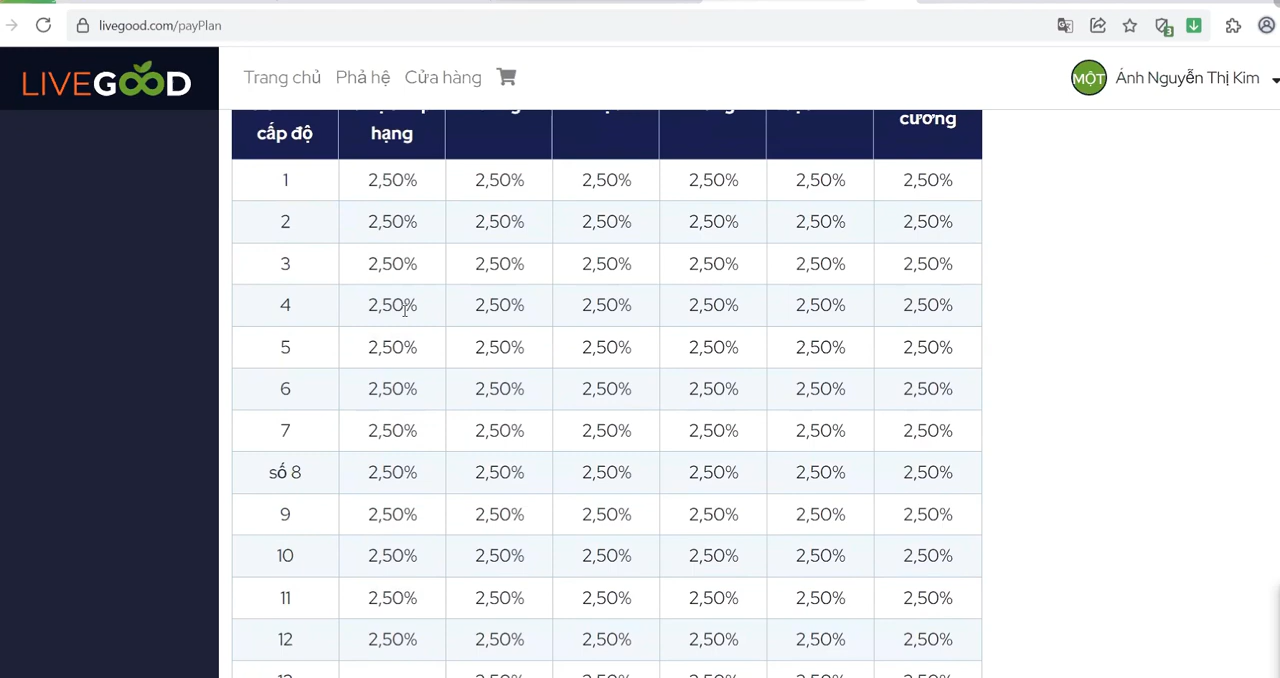 livegood.com/payPlan
3
LIVEGOOD
Trang chủ Phả hệ Cửa hàng
MỘT Ánh Nguyễn Thị Kim
cấp độ hạng cương
1 2,50% 2,50% 2,50% 2,50% 2,50% 2,50%
2 2,50% 2,50% 2,50% 2,50% 2,50% 2,50%
3 2,50% 2,50% 2,50% 2,50% 2,50% 2,50%
4 2,50% 2,50% 2,50% 2,50% 2,50% 2,50%
5 2,50% 2,50% 2,50% 2,50% 2,50% 2,50%
6 2,50% 2,50% 2,50% 2,50% 2,50% 2,50%
7 2,50% 2,50% 2,50% 2,50% 2,50% 2,50%
số 8 2,50% 2,50% 2,50% 2,50% 2,50% 2,50%
9 2,50% 2,50% 2,50% 2,50% 2,50% 2,50%
10 2,50% 2,50% 2,50% 2,50% 2,50% 2,50%
11 2,50% 2,50% 2,50% 2,50% 2,50% 2,50%
12 2,50% 2,50% 2,50% 2,50% 2,50% 2,50%